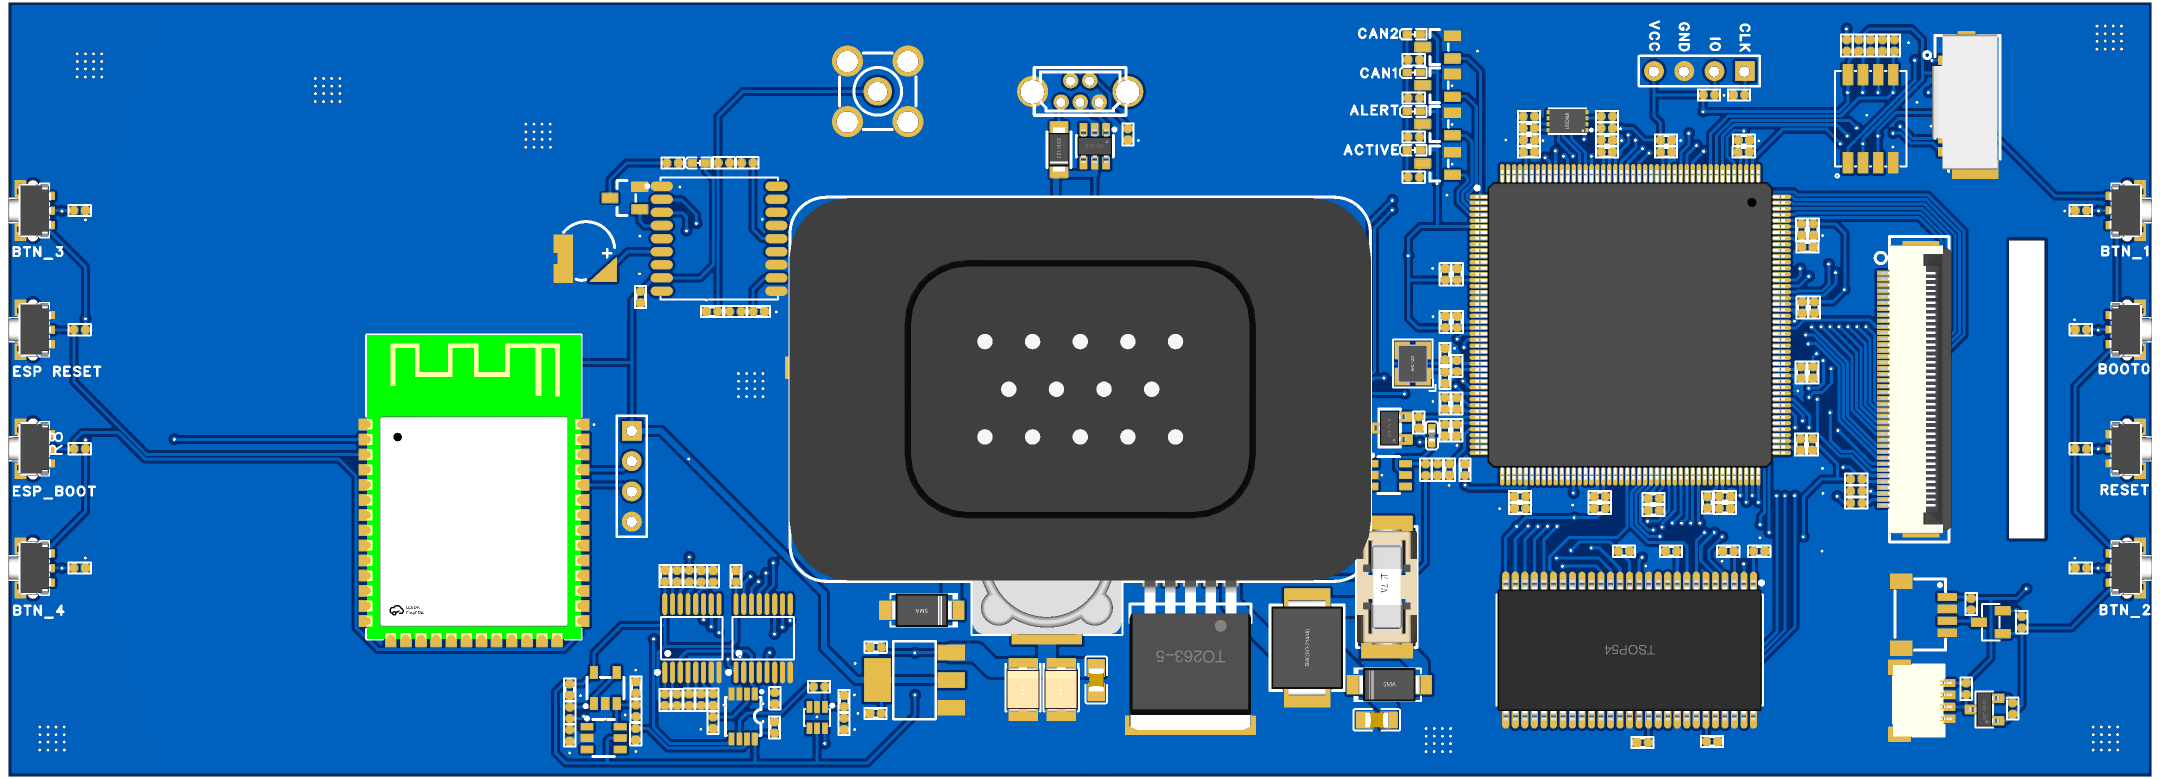 CAN2
CAN1
ALERT
ACTIVE
VCC
GND
IO
CLK
BTN_3
ESP RESET
ESP_BOOT
BTN_4
BTN_1
BOOT0
RESET
BTN_2
+
SMA
TO263-5
SMA
TSOP54